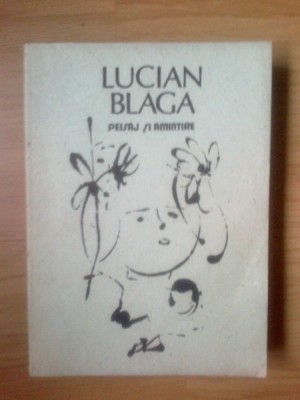 LUCIAN
BLAGA
PEISAJ ȘI AMINTIRE